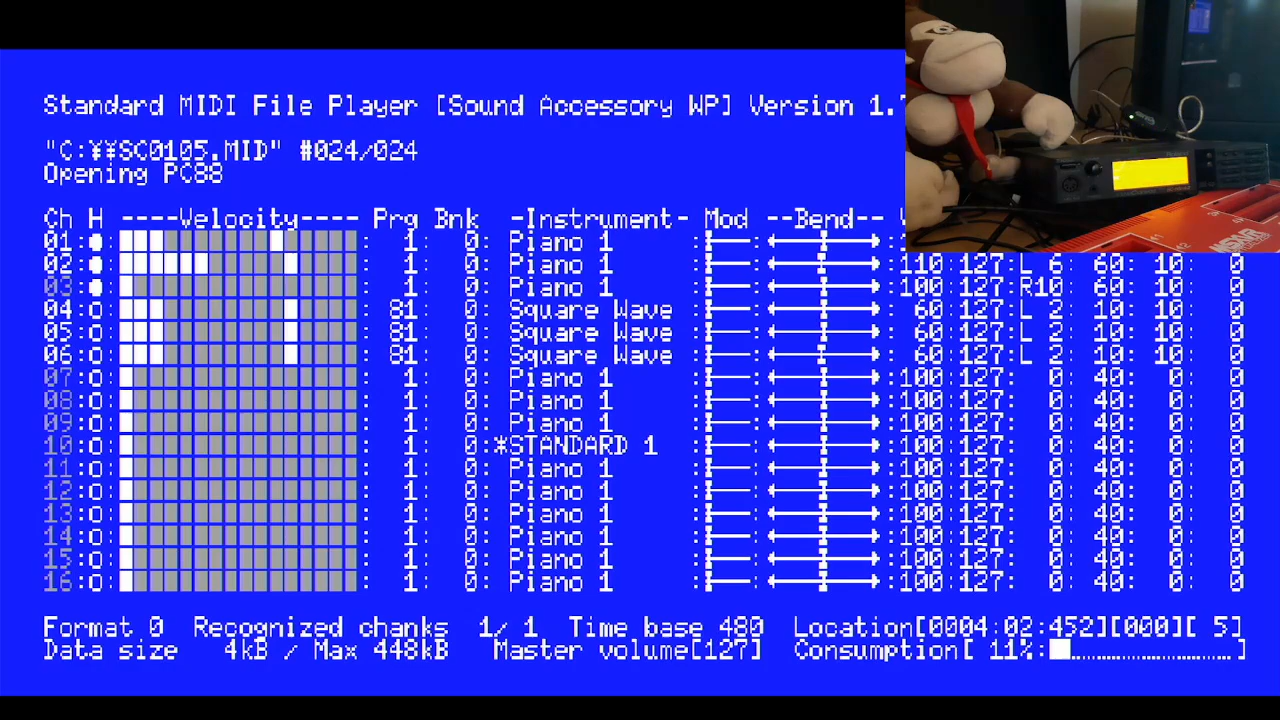 Standard MIDI File Player [Sound Accessory WP] Version 1.
"C:¥¥SC0105.MID" #024/024
Opening PC88
Ch H ----Velocity---- Prg Bnk -Instrument- Mod --Bend--
01: : 1: 0: Piano 1
02: : 1: 0: Piano 1 110:127:L 6: 60: 10: 0
03: : 1: 0: Piano 1 100:127:R10: 60: 10: 0
04:o: : 81: 0: Square Wave 60:127:L 2: 10: 10: 0
05:o: : 81: 0: Square Wave 60:127:L 2: 10: 10: 0
06:o: : 81: 0: Square Wave 60:127:L 2: 10: 10: 0
07:o: : 1: 0: Piano 1 :100:127: 0: 40: 0: 0
08:o: : 1: 0: Piano 1 :100:127: 0: 40: 0: 0
09:o: : 1: 0: Piano 1 :100:127: 0: 40: 0: 0
10:o: : 1: 0:*STANDARD 1 :100:127: 0: 40: 0: 0
11:o: : 1: 0: Piano 1 :100:127: 0: 40: 0: 0
12:o: : 1: 0: Piano 1 :100:127: 0: 40: 0: 0
13:o: : 1: 0: Piano 1 :100:127: 0: 40: 0: 0
14:o: : 1: 0: Piano 1 :100:127: 0: 40: 0: 0
15:o: : 1: 0: Piano 1 :100:127: 0: 40: 0: 0
16:o: : 1: 0: Piano 1 :100:127: 0: 40: 0: 0
Format 0 Recognized chanks 1/ 1 Time base 480 Location[0004:02:452][000][ 5]
Data size 4kB / Max 448kB Master volume[127] Consumption[ 11%: ]